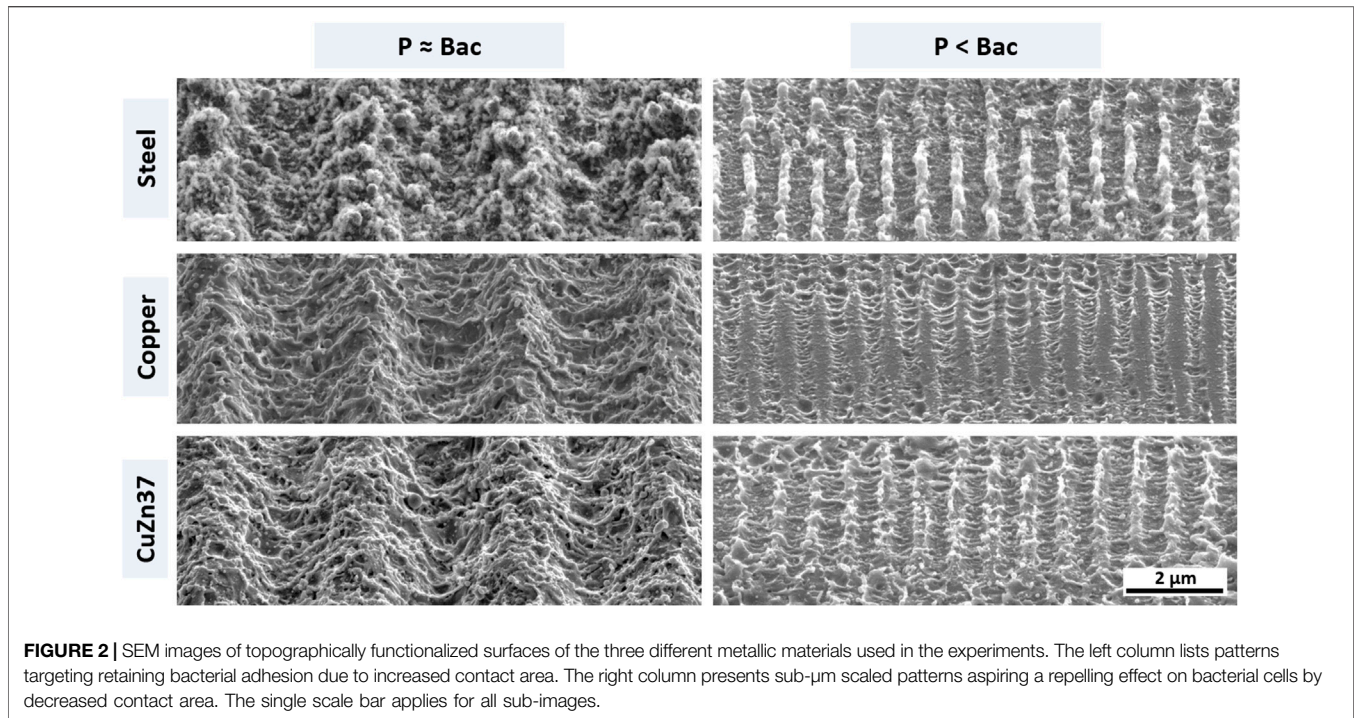 P ≈ Bac
P < Bac
Steel
Copper
CuZn37
2 µm
FIGURE 2 | SEM images of topographically functionalized surfaces of the three different metallic materials used in the experiments. The left column lists patterns
targeting retaining bacterial adhesion due to increased contact area. The right column presents sub-µm scaled patterns aspiring a repelling effect on bacterial cells by
decreased contact area. The single scale bar applies for all sub-images.